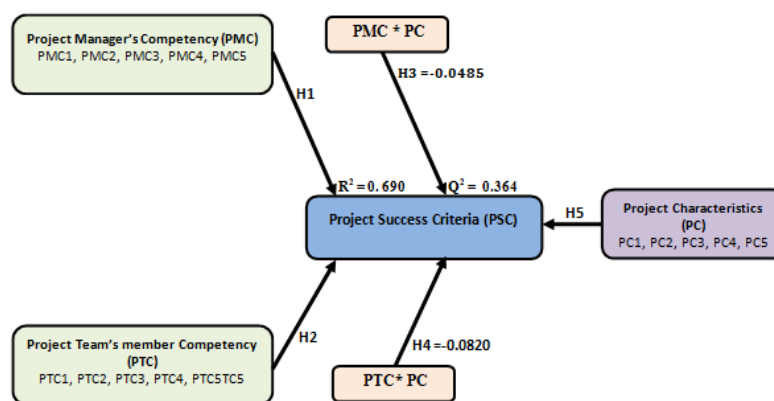 Project Manager's Competency (PMC)
PMC1, PMC2, PMC3, PMC4, PMC5
PMC * PC
H3 =-0.0485
H1
R² = 0.690
Q² = 0.364
Project Success Criteria (PSC)
H5
Project Characteristics
(PC)
PC1, PC2, PC3, PC4, PC5
H2
H4 =-0.0820
Project Team's member Competency
(PTC)
PTC1, PTC2, PTC3, PTC4, PTC5TC5
PTC* PC